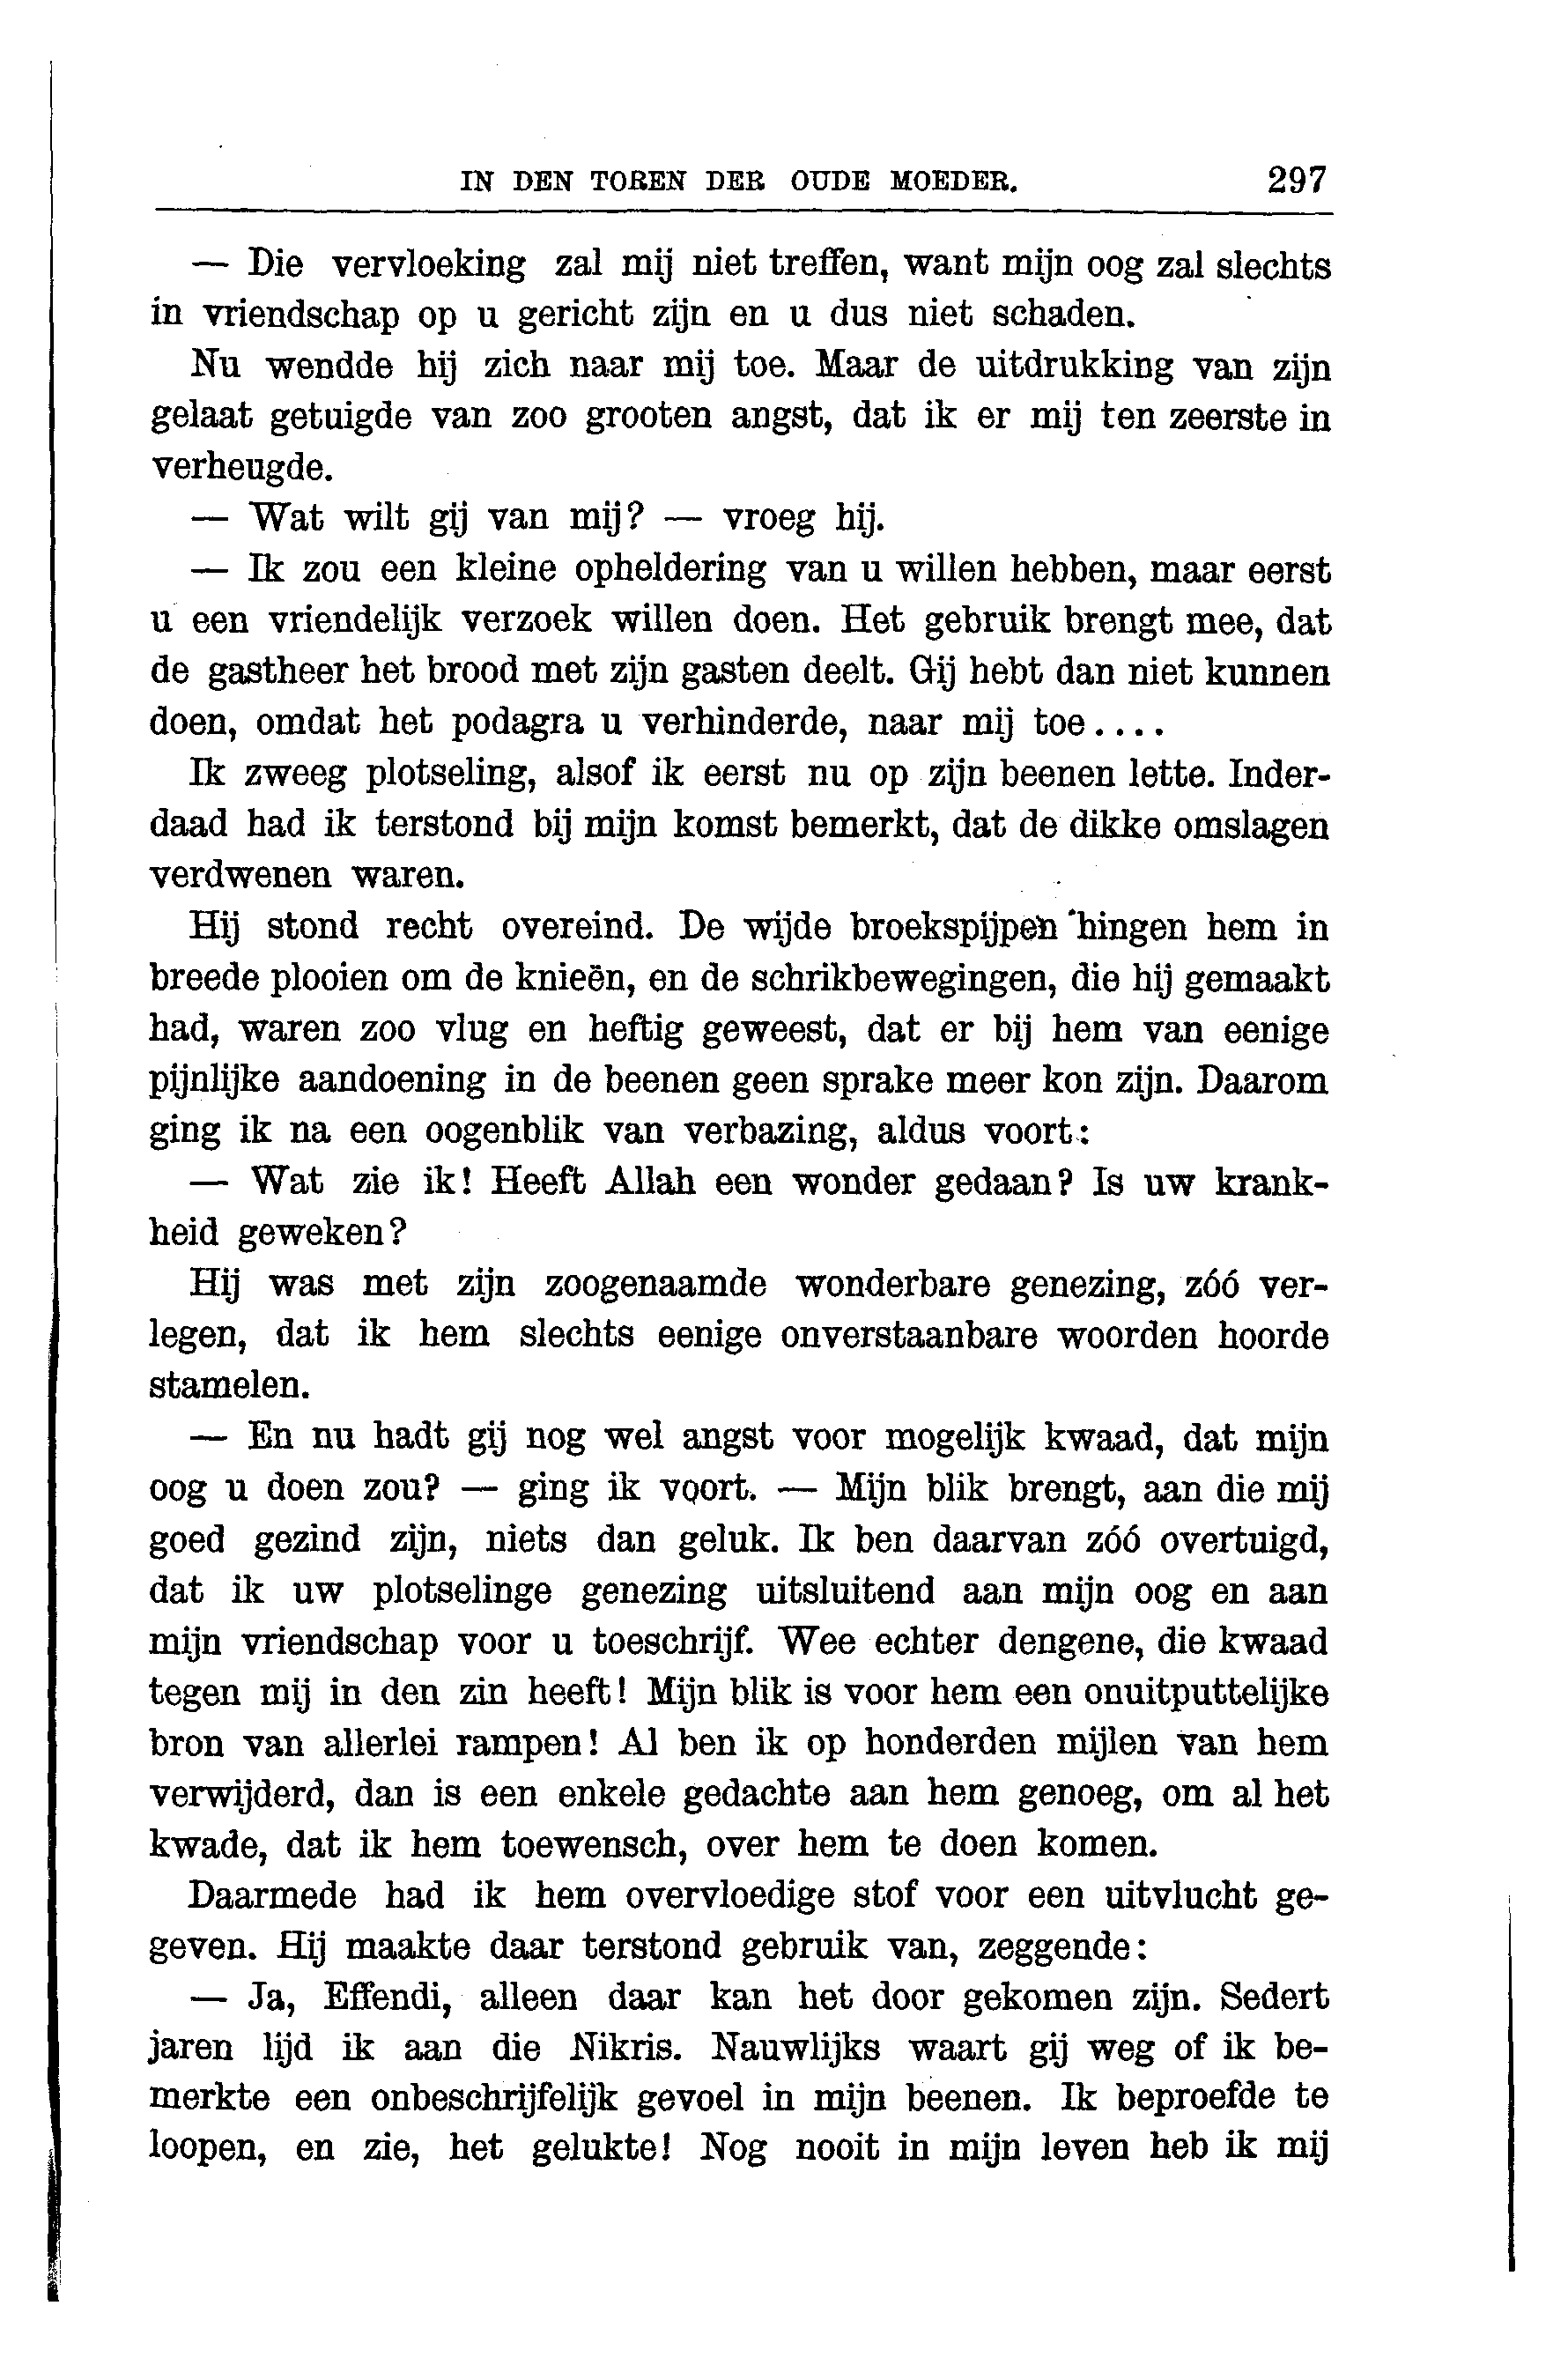 IN DEN TOREN DER OUDE MOEDER. 297
— Die vervloeking zal mij niet treffen, want mijn oog zal slechts
in vriendschap op u gericht zijn en u dus niet schaden.
Nu wendde hij zich naar mij toe. Maar de uitdrukking van zijn
gelaat getuigde van zoo grooten angst, dat ik er mij ten zeerste in
verheugde.
— Wat wilt gij van mij? — vroeg hij.
— Ik zou een kleine opheldering van u willen hebben, maar eerst
u een vriendelijk verzoek willen doen. Het gebruik brengt mee, dat
de gastheer het brood met zijn gasten deelt. Gij hebt dan niet kunnen
doen, omdat het podagra u verhinderde, naar mij toe....
Ik zweeg plotseling, alsof ik eerst nu op zijn beenen lette. Inder-
daad had ik terstond bij mijn komst bemerkt, dat de dikke omslagen
verdwenen waren.
Hij stond recht overeind. De wijde broekspijpen hingen hem in
breede plooien om de knieën, en de schrikbewegingen, die hij gemaakt
had, waren zoo vlug en heftig geweest, dat er bij hem van eenige
pijnlijke aandoening in de beenen geen sprake meer kon zijn. Daarom
ging ik na een oogenblik van verbazing, aldus voort:
— Wat zie ik! Heeft Allah een wonder gedaan? Is uw krank-
heid geweken?
Hij was met zijn zoogenaamde wonderbare genezing, zóó ver-
legen, dat ik hem slechts eenige onverstaanbare woorden hoorde
stamelen.
— En nu hadt gij nog wel angst voor mogelijk kwaad, dat mijn
oog u doen zou? — ging ik voort. — Mijn blik brengt, aan die mij
goed gezind zijn, niets dan geluk. Ik ben daarvan zóó overtuigd,
dat ik uw plotselinge genezing uitsluitend aan mijn oog en aan
mijn vriendschap voor u toeschrijf. Wee echter dengene, die kwaad
tegen mij in den zin heeft! Mijn blik is voor hem een onuitputtelijke
bron van allerlei rampen! Al ben ik op honderden mijlen van hem
verwijderd, dan is een enkele gedachte aan hem genoeg, om al het
kwade, dat ik hem toewensch, over hem te doen komen.
Daarmede had ik hem overvloedige stof voor een uitvlucht ge-
geven. Hij maakte daar terstond gebruik van, zeggende:
— Ja, Effendi, alleen daar kan het door gekomen zijn. Sedert
jaren lijd ik aan die Nikris. Nauwlijks waart gij weg of ik be-
merkte een onbeschrijfelijk gevoel in mijn beenen. Ik beproefde te
loopen, en zie, het gelukte! Nog nooit in mijn leven heb ik mij